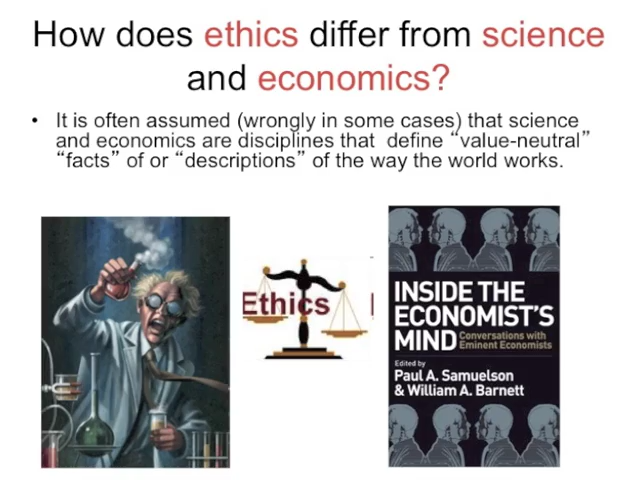 How does ethics differ from science
and economics?
• It is often assumed (wrongly in some cases) that science
and economics are disciplines that define “value-neutral”
“facts” of or “descriptions” of the way the world works.
Ethics
INSIDE THE
ECONOMIST'S
MIND Conversations with
Eminent Economists
Edited by
Paul A. Samuelson
& William A. Barnett